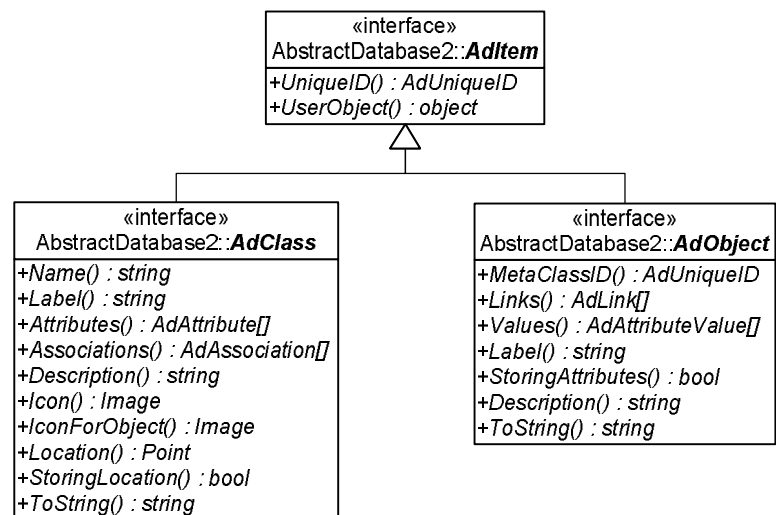 «interface»
AbstractDatabase2::AdItem
+UniqueID() : AdUniqueID
+UserObject() : object
«interface»
AbstractDatabase2::AdClass
+Name() : string
+Label() : string
+Attributes() : AdAttribute[]
+Associations() : AdAssociation[]
+Description() : string
+Icon() : Image
+IconForObject() : Image
+Location() : Point
+StoringLocation() : bool
+ToString() : string
«interface»
AbstractDatabase2::AdObject
+MetaClassID() : AdUniqueID
+Links() : AdLink[]
+Values() : AdAttributeValue[]
+Label() : string
+StoringAttributes() : bool
+Description() : string
+ToString() : string